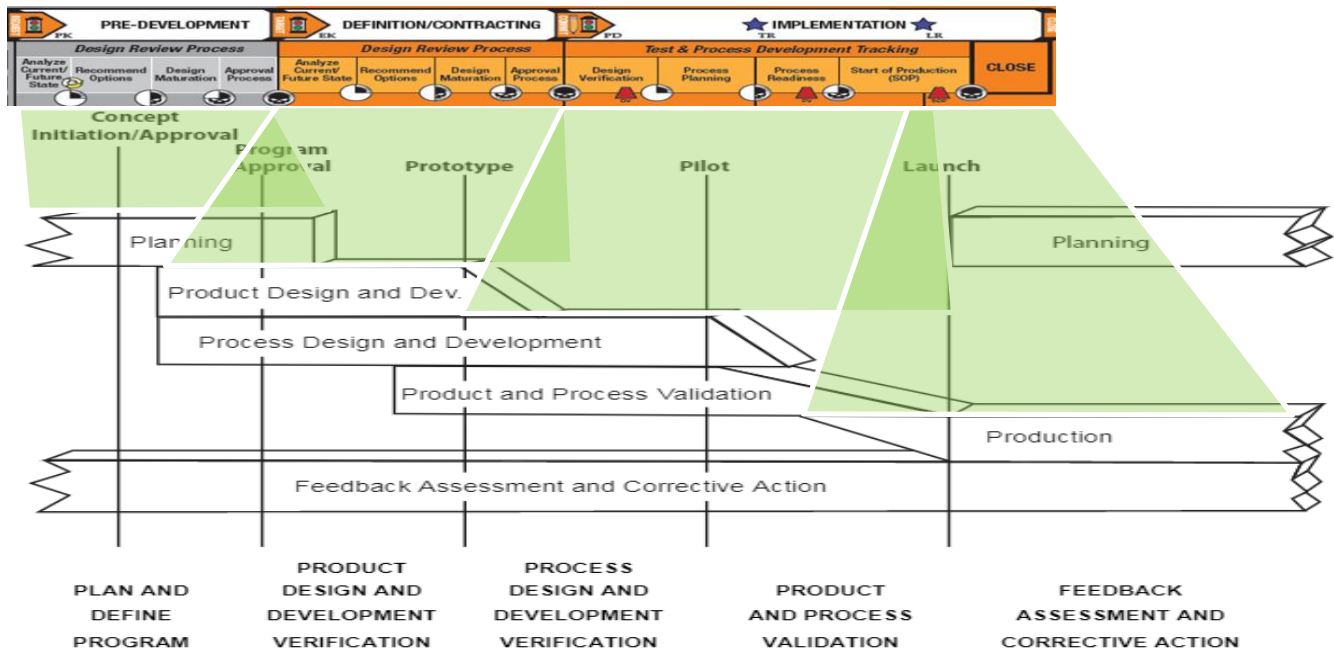 PRE-DEVELOPMENT
DEFINITION/CONTRACTING
IMPLEMENTATION
PK
EK
PD
TR
LR
Design Review Process
Design Review Process
Test & Process Development Tracking
CLOSE
Analyze
Current/
Future
State
Recommend
Options
Design
Maturation
Approval
Process
Analyze
Current/
Future State
Recommend
Options
Design
Maturation
Approval
Process
Design
Verification
Process
Planning
Process
Readiness
Start of Production
(SOP)
DV
PV
SOP
Concept
Initiation/Approval
Program
Approval
Prototype
Pilot
Launch
Planning
Planning
Product Design and Dev.
Process Design and Development
Product and Process Validation
Production
Feedback Assessment and Corrective Action
PLAN AND
DEFINE
PROGRAM
PRODUCT
DESIGN AND
DEVELOPMENT
VERIFICATION
PROCESS
DESIGN AND
DEVELOPMENT
VERIFICATION
PRODUCT
AND PROCESS
VALIDATION
FEEDBACK
ASSESSMENT AND
CORRECTIVE ACTION